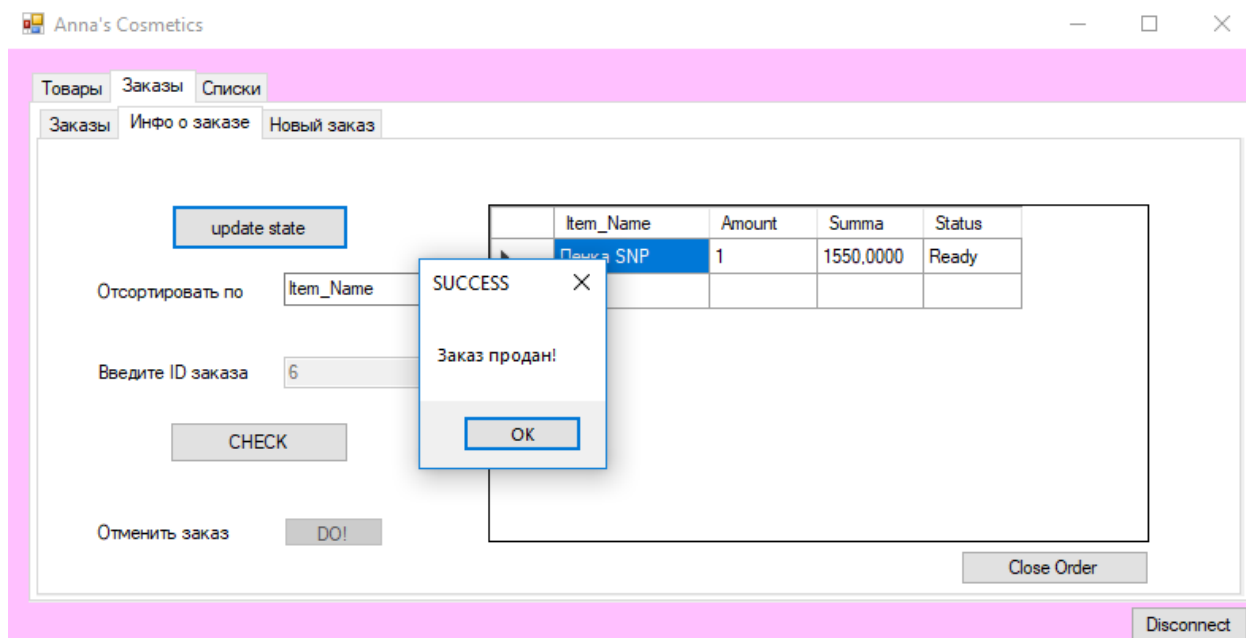 Anna's Cosmetics
Товары Заказы Списки
Заказы Инфо о заказе Новый заказ
update state
Item_Name Amount Summa Status
Пенка SNP 1 1550,0000 Ready
Отсортировать по Item_Name
SUCCESS
Заказ продан!
OK
Введите ID заказа 6
CHECK
Отменить заказ DO!
Close Order
Disconnect